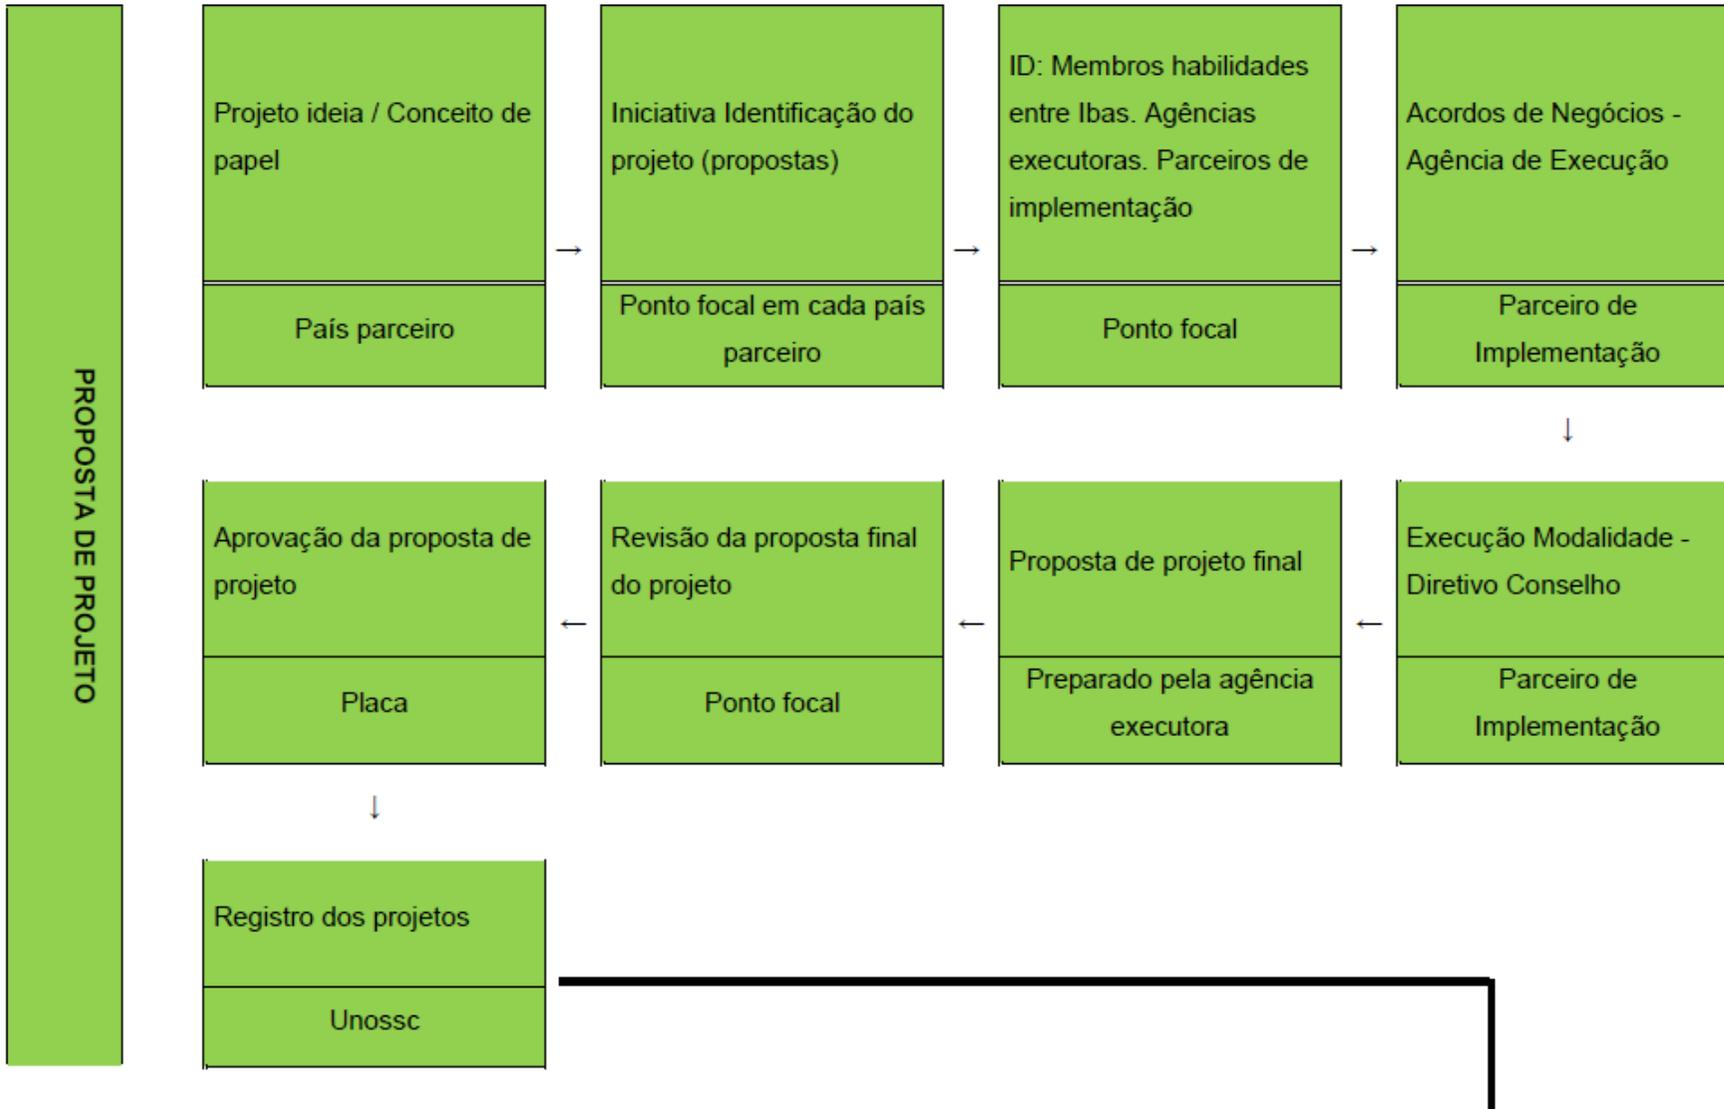 PROPOSTA DE PROJETO
Projeto ideia / Conceito de
papel
País parceiro
→
Iniciativa Identificação do
projeto (propostas)
Ponto focal em cada país
parceiro
→
ID: Membros habilidades
entre Ibas. Agências
executoras. Parceiros de
implementação
Ponto focal
→
Acordos de Negócios -
Agência de Execução
Parceiro de
Implementação
↓
Execução Modalidade -
Diretivo Conselho
Parceiro de
Implementação
←
Proposta de projeto final
Preparado pela agência
executora
←
Revisão da proposta final
do projeto
Ponto focal
←
Aprovação da proposta de
projeto
Placa
↓
Registro dos projetos
Unossc